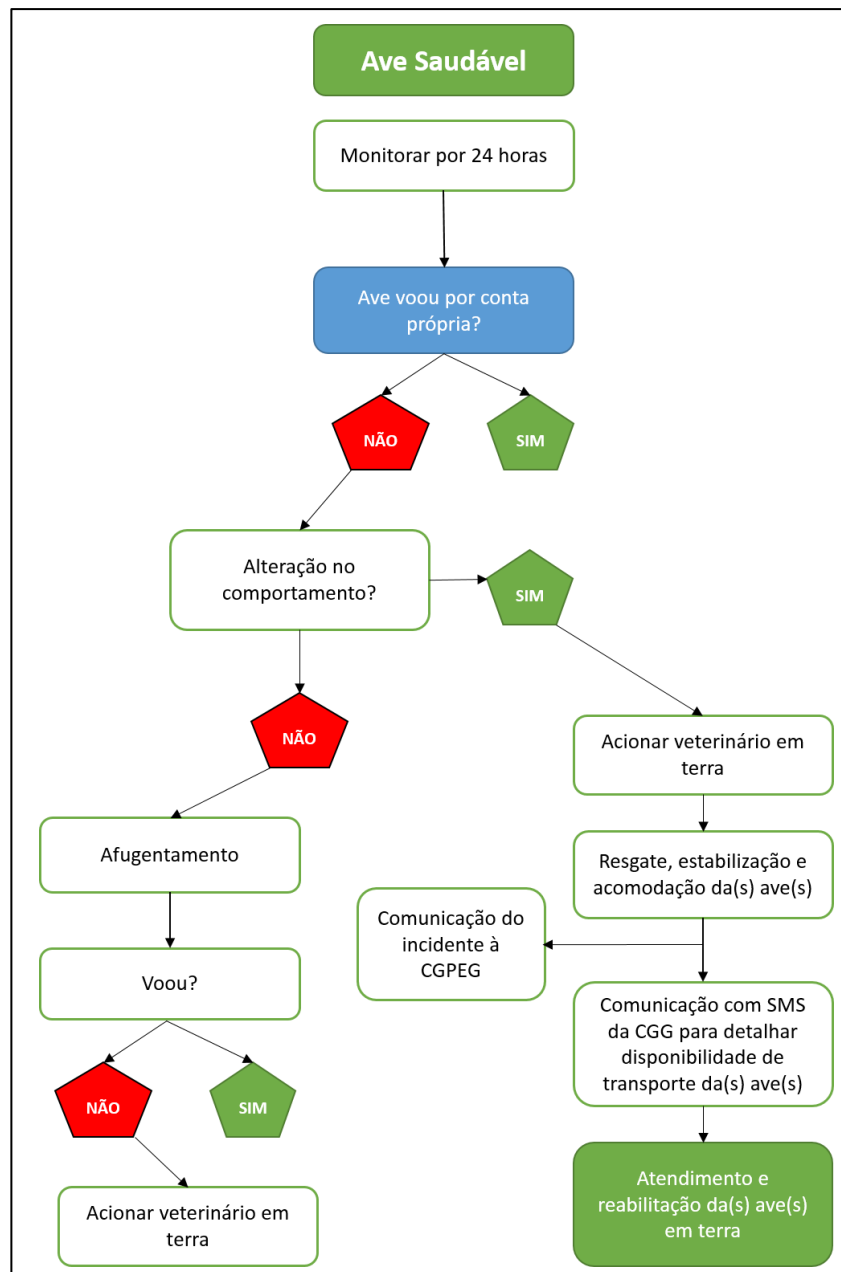 Ave Saudável
Monitorar por 24 horas
Ave voou por conta
própria?
NÃO
SIM
Alteração no
comportamento?
SIM
NÃO
Acionar veterinário em
terra
Afugentamento
Resgate, estabilização e
acomodação da(s) ave(s)
Comunicação do
incidente à
CGPEG
Voou?
Comunicação com SMS
da CGG para detalhar
disponibilidade de
transporte da(s) ave(s)
NÃO
SIM
Acionar veterinário em
terra
Atendimento e
reabilitação da(s) ave(s)
em terra